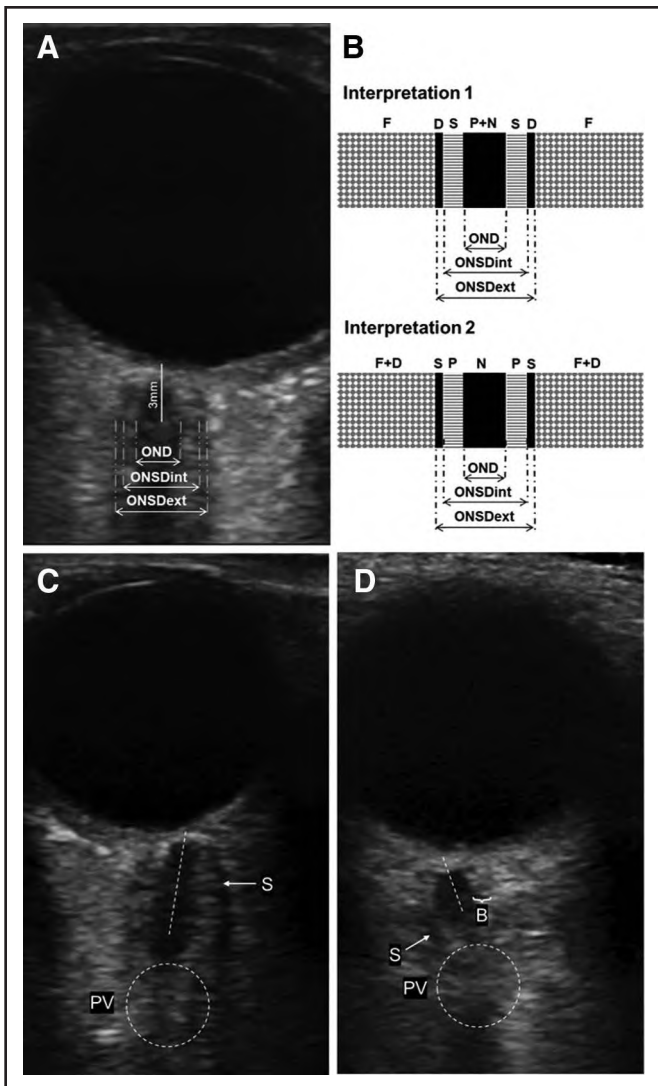 A
3mm
OND
ONSDint
ONSDext
B
Interpretation 1
F D S P+N S D F
OND
ONSDint
ONSDext
Interpretation 2
F+D S P N P S F+D
OND
ONSDint
ONSDext
C
S
PV
D
B
S
PV